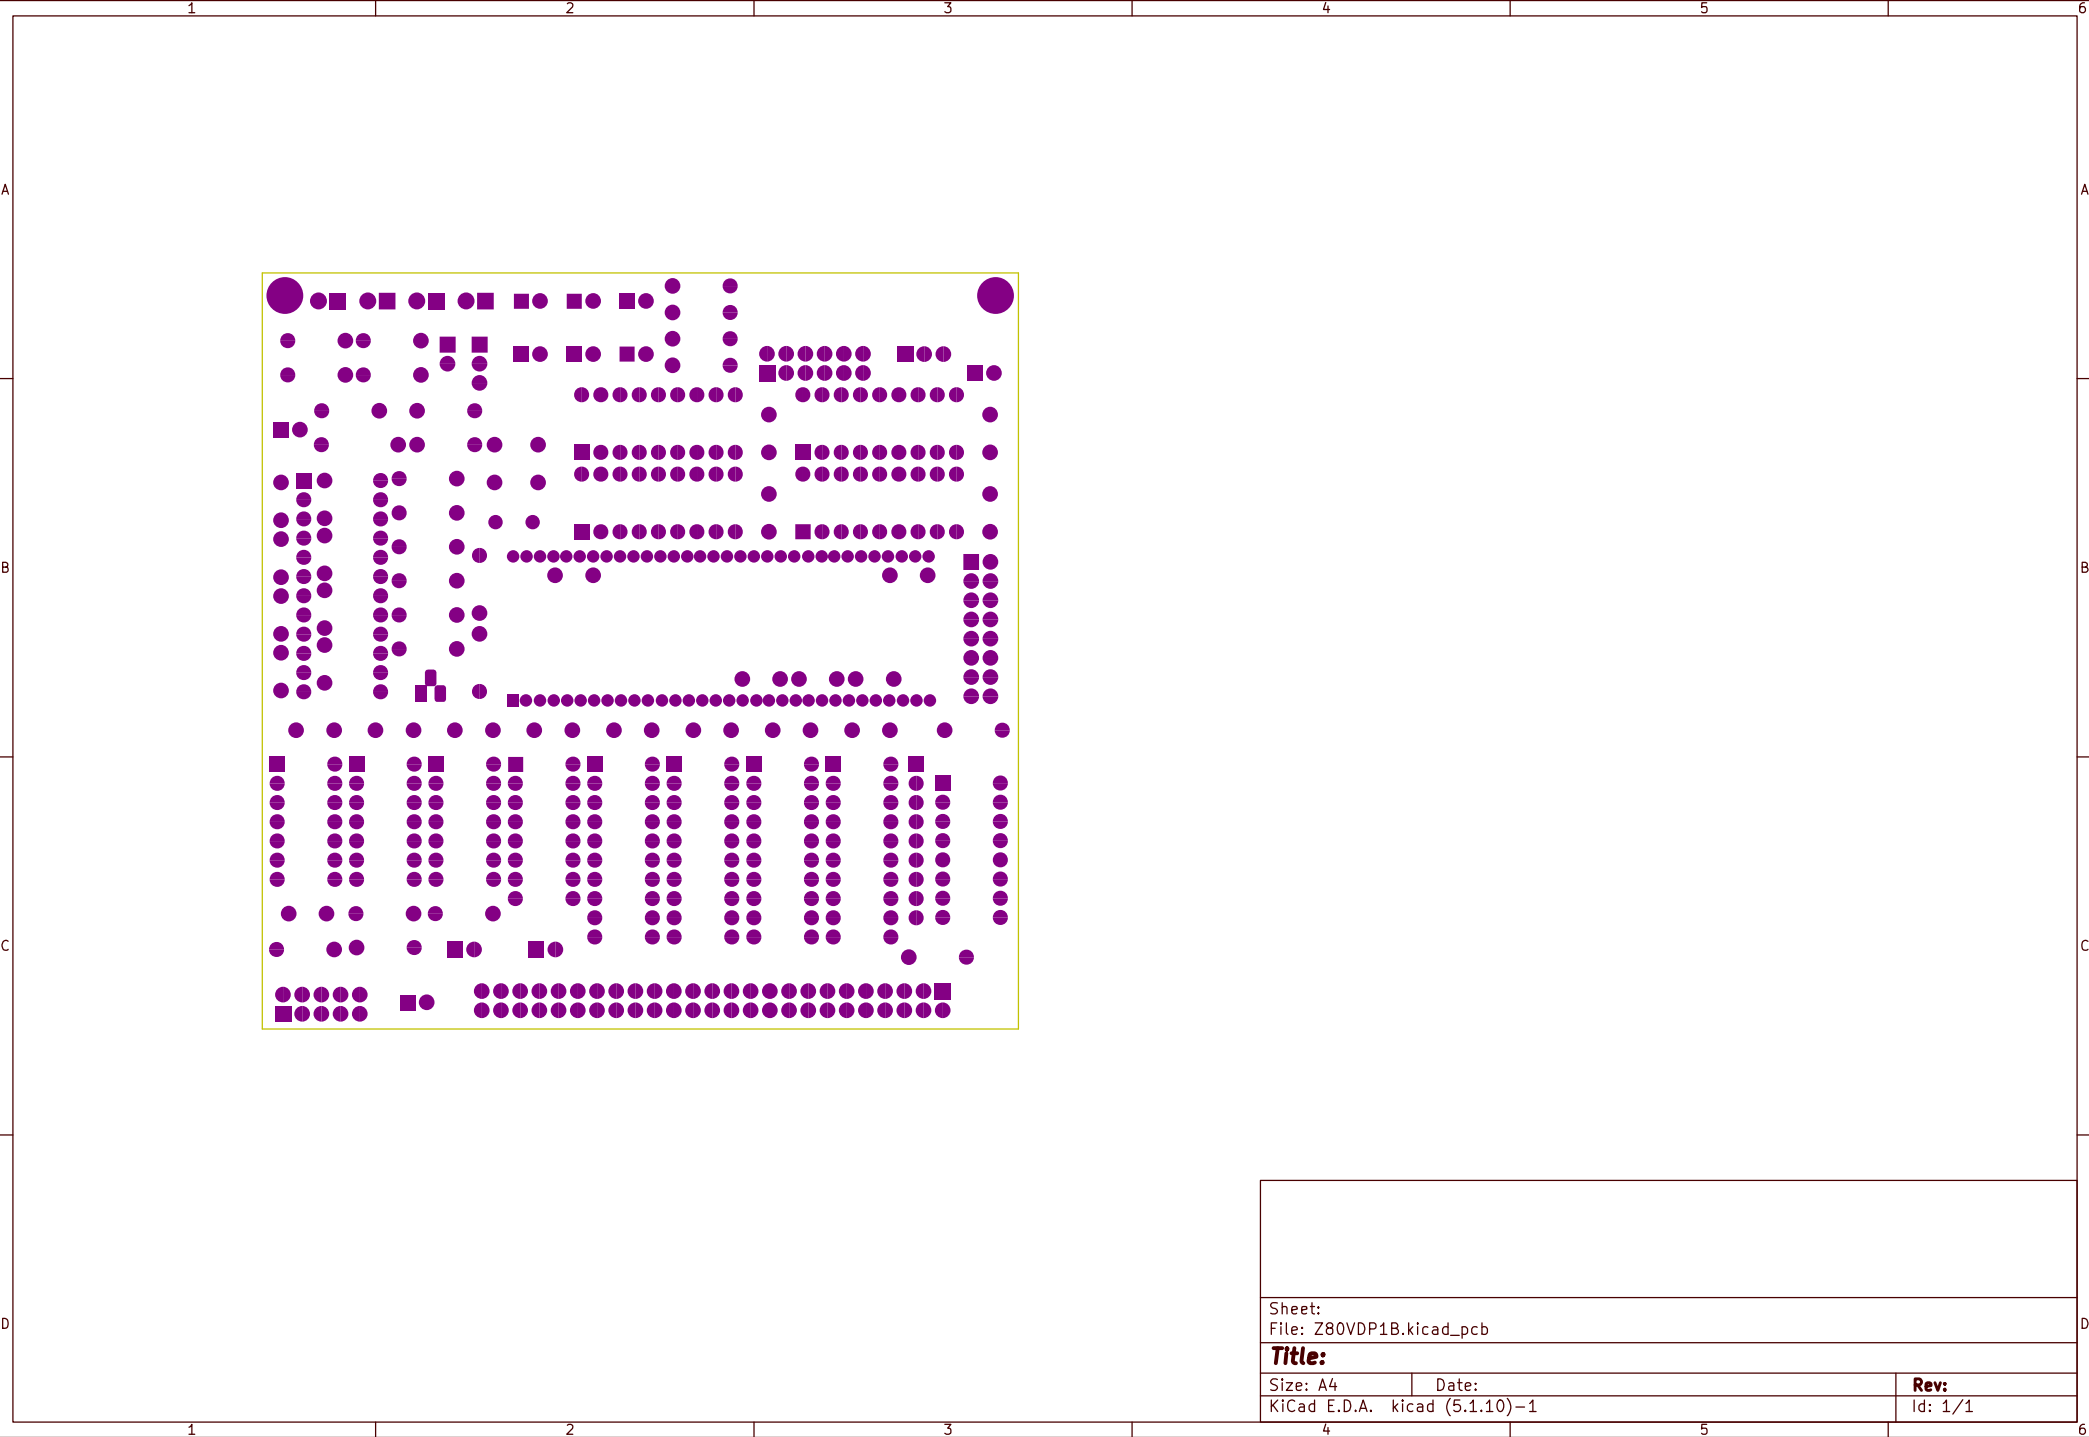 1 2 3 4 5 6
A A
B B
C C
D D
Sheet:
File: Z80VDP1B.kicad_pcb
Title:
Size: A4 Date: Rev:
KiCad E.D.A. kicad (5.1.10)-1 Id: 1/1
1 2 3 4 5 6